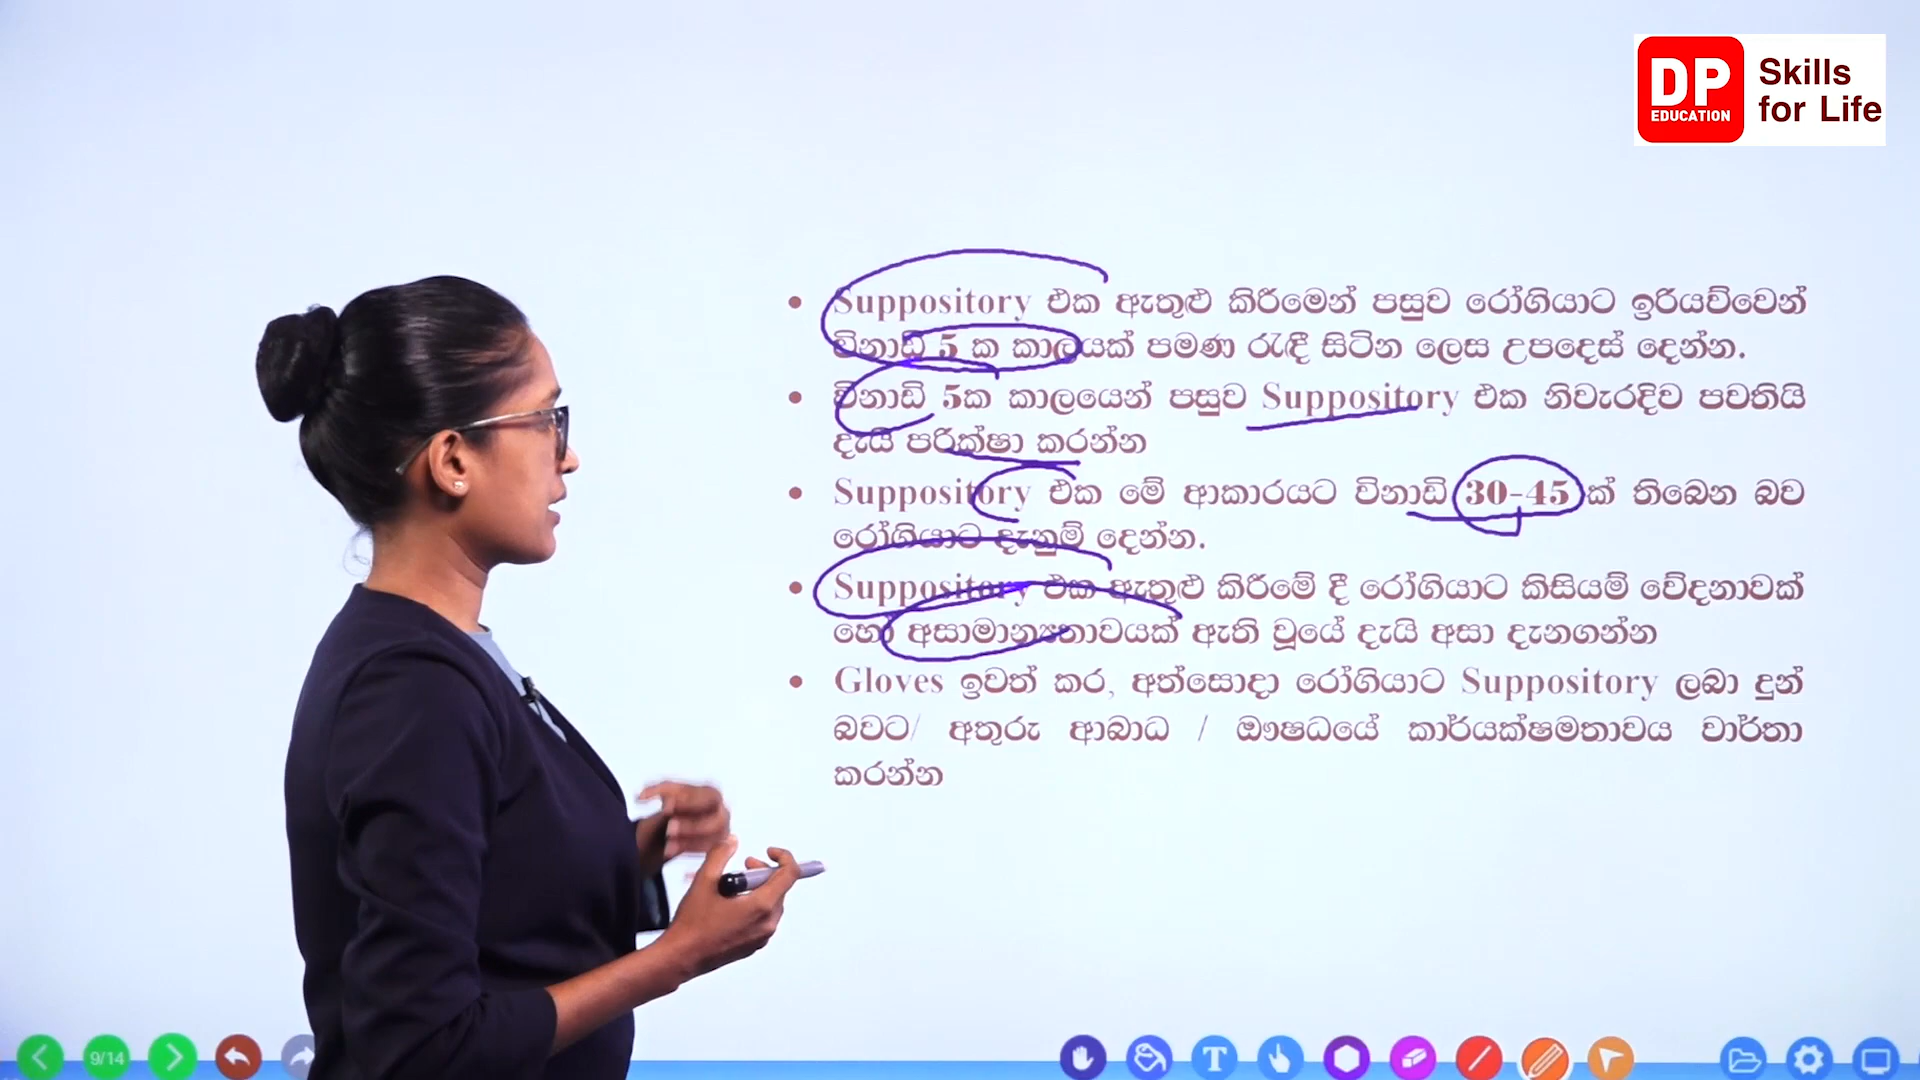 DP
EDUCATION
Skills
for Life
• Suppository එක ඇතුළු කිරීමෙන් පසුව රෝගියාට ඉරියව්වෙන්
විනාඩි 5 ක කාලයක් පමණ රැඳී සිටින ලෙස උපදෙස් දෙන්න.
• විනාඩි 5ක කාලයෙන් පසුව Suppository එක නිවැරදිව පවතියි
දැයි පරික්ෂා කරන්න
• Suppository එක මේ ආකාරයට විනාඩි 30-45 ක් තිබෙන බව
රෝගියාට දැනුම් දෙන්න.
• Suppository එක ඇතුළු කිරීමේ දී රෝගියාට කිසියම් වේදනාවක්
හෝ අසාමාන්‍යතාවයක් ඇති වූයේ දැයි අසා දැනගන්න
• Gloves ඉවත් කර, අත්සෝදා රෝගියාට Suppository ලබා දුන්
බවට/ අතුරු ආබාධ / ඖෂධයේ කාර්යක්ෂමතාවය වාර්තා
කරන්න
9/14
T